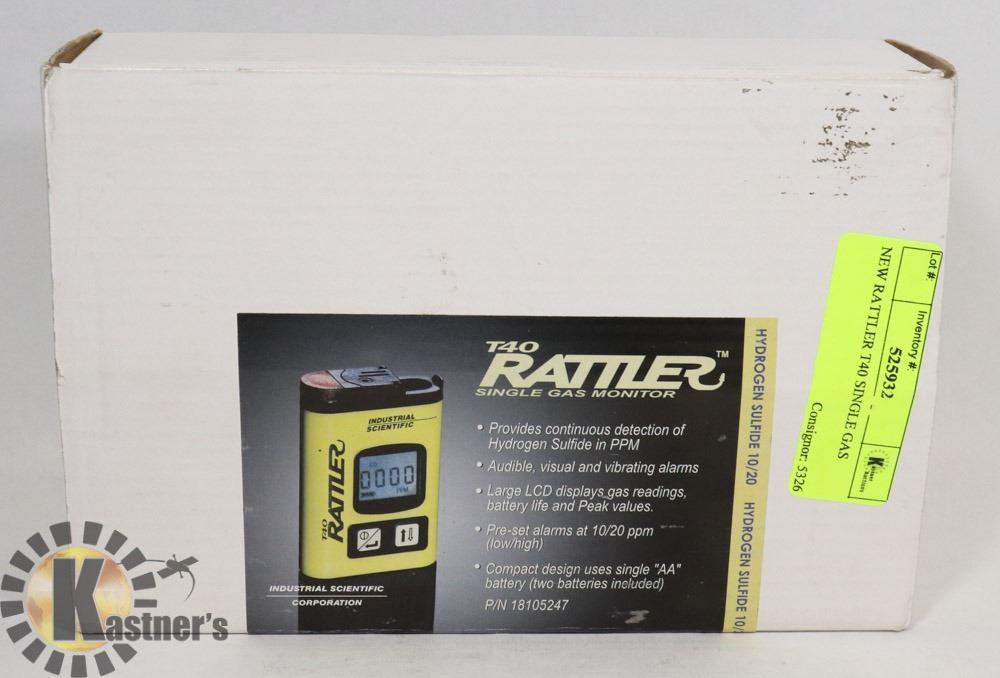 T40
RATTLER™
SINGLE GAS MONITOR
• Provides continuous detection of
Hydrogen Sulfide in PPM
• Audible, visual and vibrating alarms
• Large LCD displays gas readings,
battery life and Peak values.
• Pre-set alarms at 10/20 ppm
(low/high)
• Compact design uses single "AA"
battery (two batteries included)
P/N 18105247
INDUSTRIAL
SCIENTIFIC
T40
RATTLER
CO
0000
PPM
INDUSTRIAL SCIENTIFIC
CORPORATION
HYDROGEN SULFIDE 10/20
HYDROGEN SULFIDE 10/
Lot #:
Inventory #:
525932
NEW RATTLER T40 SINGLE GAS
Consignor: 5326
Kastner's